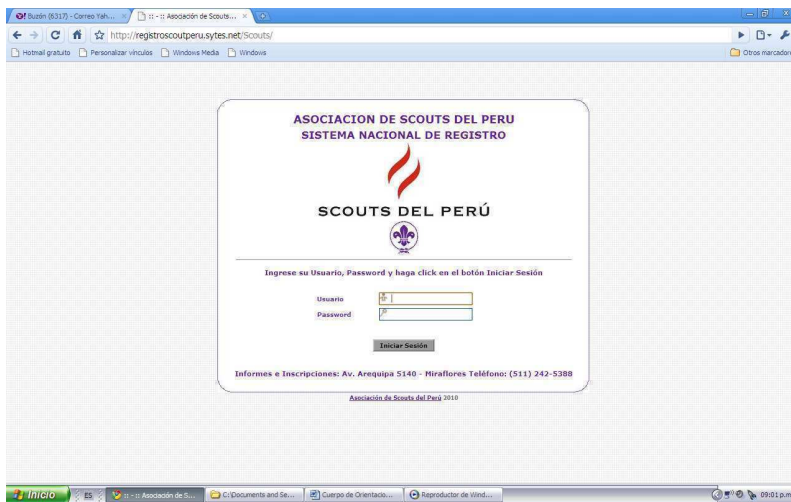 Buzón (6317) - Correo Yah...
:: - :: Asociación de Scouts...
http://registroscoutperu.sytes.net/Scouts/
Hotmail gratuito
Personalizar vínculos
Windows Media
Windows
Otros marcadores
ASOCIACION DE SCOUTS DEL PERU
SISTEMA NACIONAL DE REGISTRO
SCOUTS DEL PERÚ
Ingrese su Usuario, Password y haga click en el botón Iniciar Sesión
Usuario
Password
Iniciar Sesión
Informes e Inscripciones: Av. Arequipa 5140 - Miraflores Teléfono: (511) 242-5388
Asociación de Scouts del Perú 2010
Inicio
ES
:: - :: Asociación de S...
C:\Documents and Se...
Cuerpo de Orientacio...
Reproductor de Wind...
09:01 p.m.